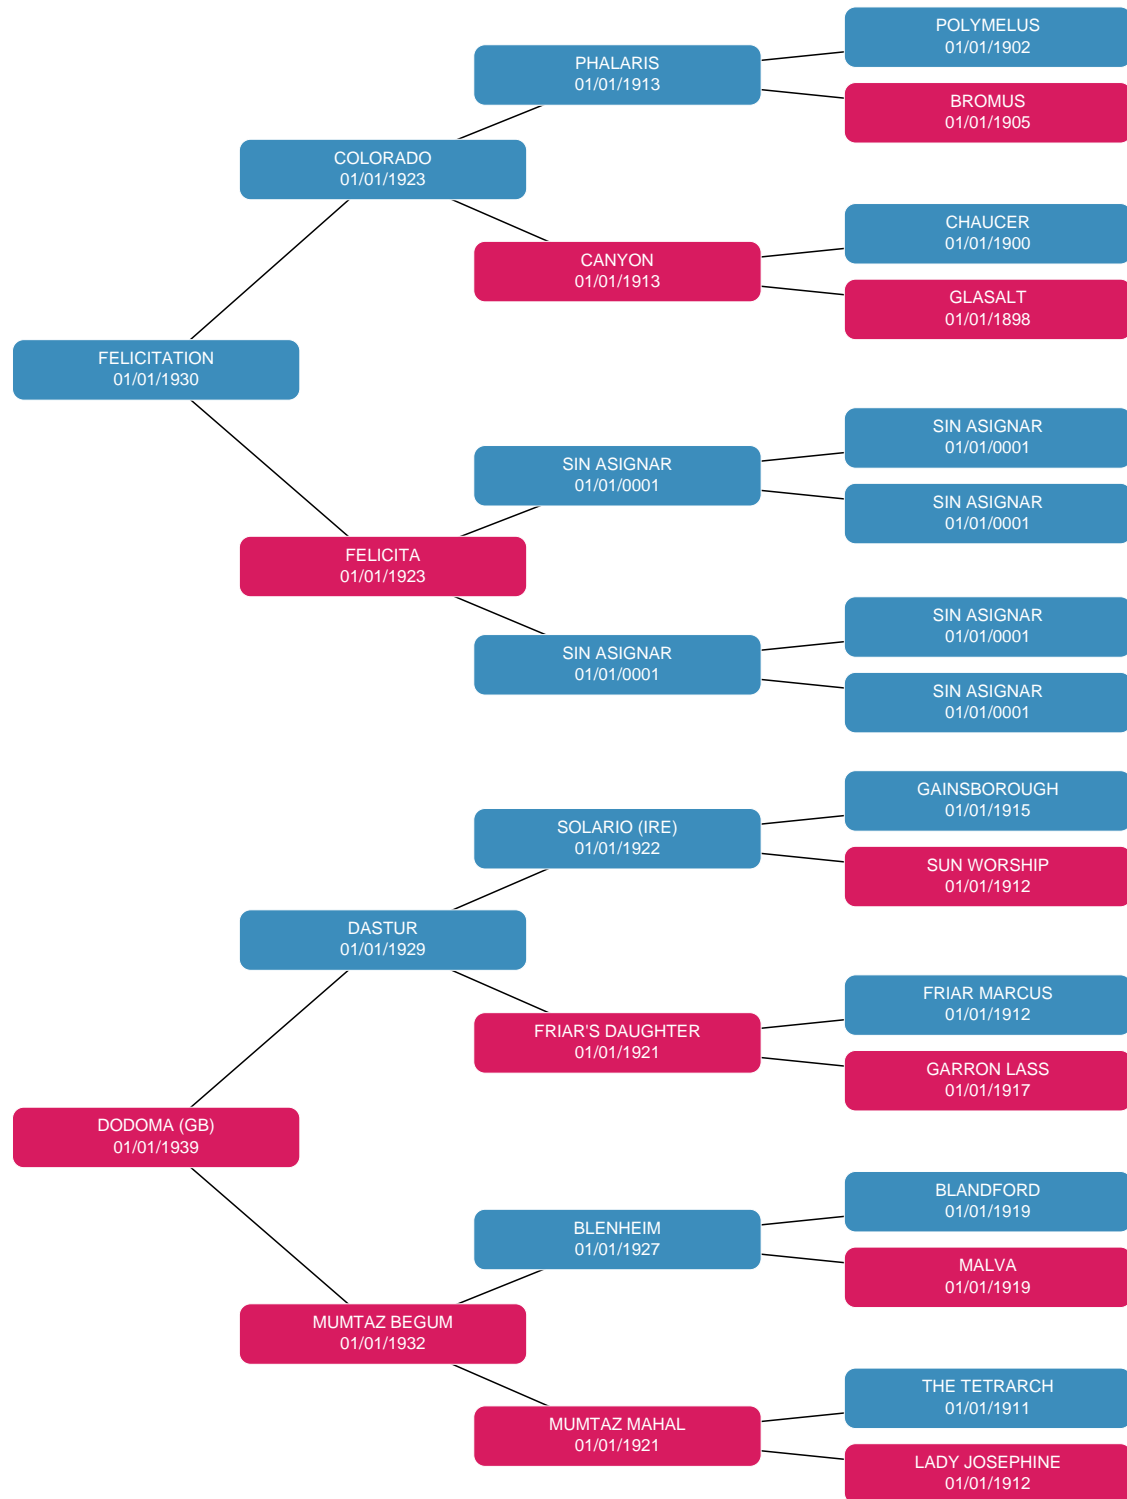 POLYMELUS
01/01/1902
PHALARIS
01/01/1913
BROMUS
01/01/1905
COLORADO
01/01/1923
CHAUCER
01/01/1900
CANYON
01/01/1913
GLASALT
01/01/1898
FELICITATION
01/01/1930
SIN ASIGNAR
01/01/0001
SIN ASIGNAR
01/01/0001
SIN ASIGNAR
01/01/0001
FELICITA
01/01/1923
SIN ASIGNAR
01/01/0001
SIN ASIGNAR
01/01/0001
SIN ASIGNAR
01/01/0001
GAINSBOROUGH
01/01/1915
SOLARIO (IRE)
01/01/1922
SUN WORSHIP
01/01/1912
DASTUR
01/01/1929
FRIAR MARCUS
01/01/1912
FRIAR'S DAUGHTER
01/01/1921
GARRON LASS
01/01/1917
DODOMA (GB)
01/01/1939
BLANDFORD
01/01/1919
BLENHEIM
01/01/1927
MALVA
01/01/1919
MUMTAZ BEGUM
01/01/1932
THE TETRARCH
01/01/1911
MUMTAZ MAHAL
01/01/1921
LADY JOSEPHINE
01/01/1912